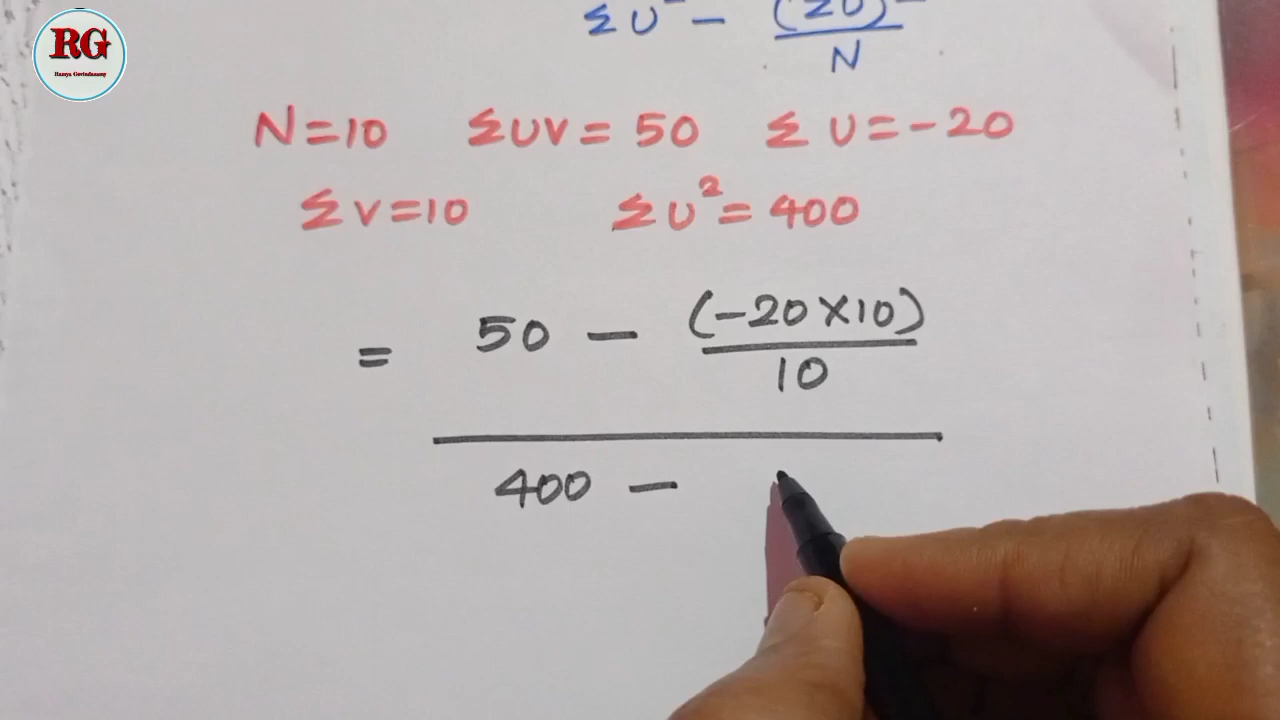 RG
Ramya Govindasamy
ΣU² - (ΣU)²
N
N=10 ΣUV = 50 ΣU = -20
ΣV=10 ΣU² = 400
= 50 - (-20×10)
10
400 -